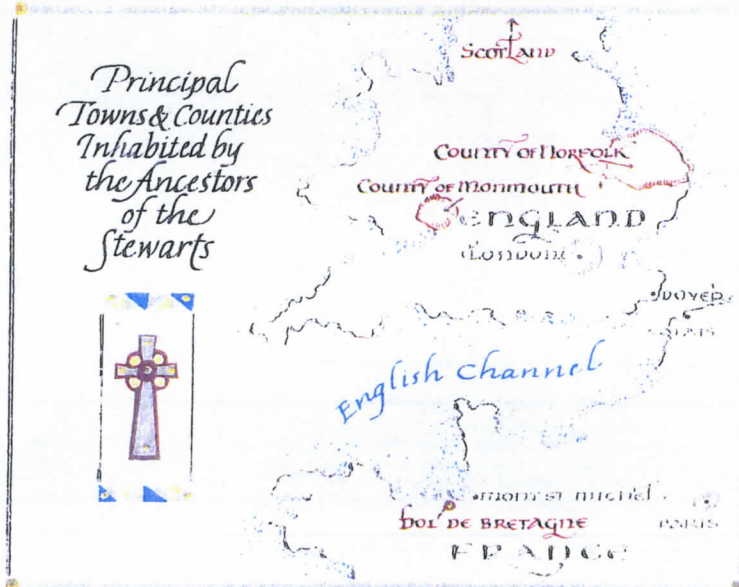 Principal
Towns & Counties
Inhabited by
the Ancestors
of the
Stewarts
Scotland
County of Norfolk
County of Monmouth
ENGLAND
London
Dover
English Channel
Mont St Michel
Paris
Dol de Bretagne
FRANCE